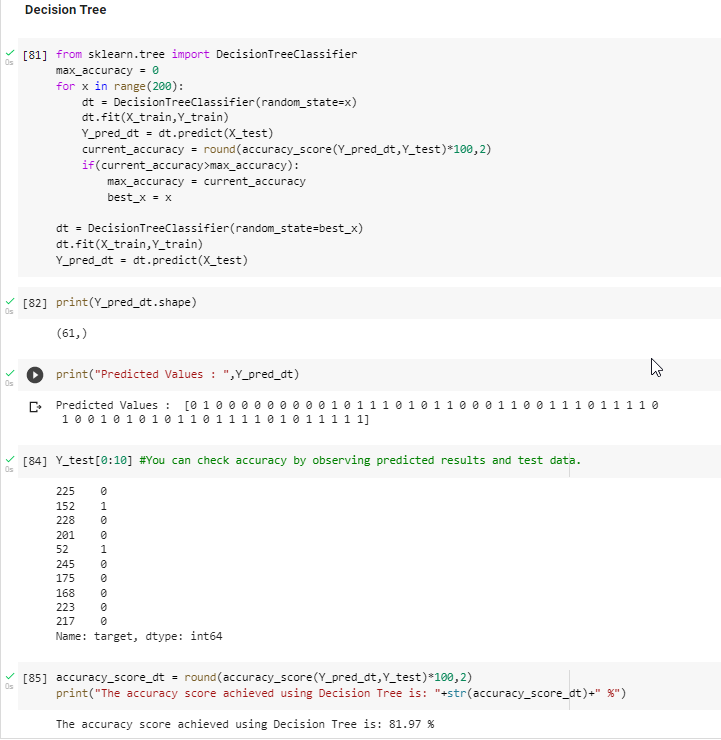 Decision Tree
[81] from sklearn.tree import DecisionTreeClassifier
0s
max_accuracy = 0
for x in range(200):
    dt = DecisionTreeClassifier(random_state=x)
    dt.fit(X_train,Y_train)
    Y_pred_dt = dt.predict(X_test)
    current_accuracy = round(accuracy_score(Y_pred_dt,Y_test)*100,2)
    if(current_accuracy>max_accuracy):
        max_accuracy = current_accuracy
        best_x = x
dt = DecisionTreeClassifier(random_state=best_x)
dt.fit(X_train,Y_train)
Y_pred_dt = dt.predict(X_test)
[82] print(Y_pred_dt.shape)
0s
(61,)
print("Predicted Values : ",Y_pred_dt)
0s
Predicted Values :  [0 1 0 0 0 0 0 0 0 0 0 1 0 1 1 1 0 1 0 1 1 0 0 0 1 1 0 0 1 1 1 0 1 1 1 1 0
 1 0 0 1 0 1 0 1 0 1 1 0 1 1 1 1 0 1 0 1 1 1 1 1]
[84] Y_test[0:10] #You can check accuracy by observing predicted results and test data.
0s
225    0
152    1
228    0
201    0
52     1
245    0
175    0
168    0
223    0
217    0
Name: target, dtype: int64
[85] accuracy_score_dt = round(accuracy_score(Y_pred_dt,Y_test)*100,2)
0s
print("The accuracy score achieved using Decision Tree is: "+str(accuracy_score_dt)+" %")
The accuracy score achieved using Decision Tree is: 81.97 %